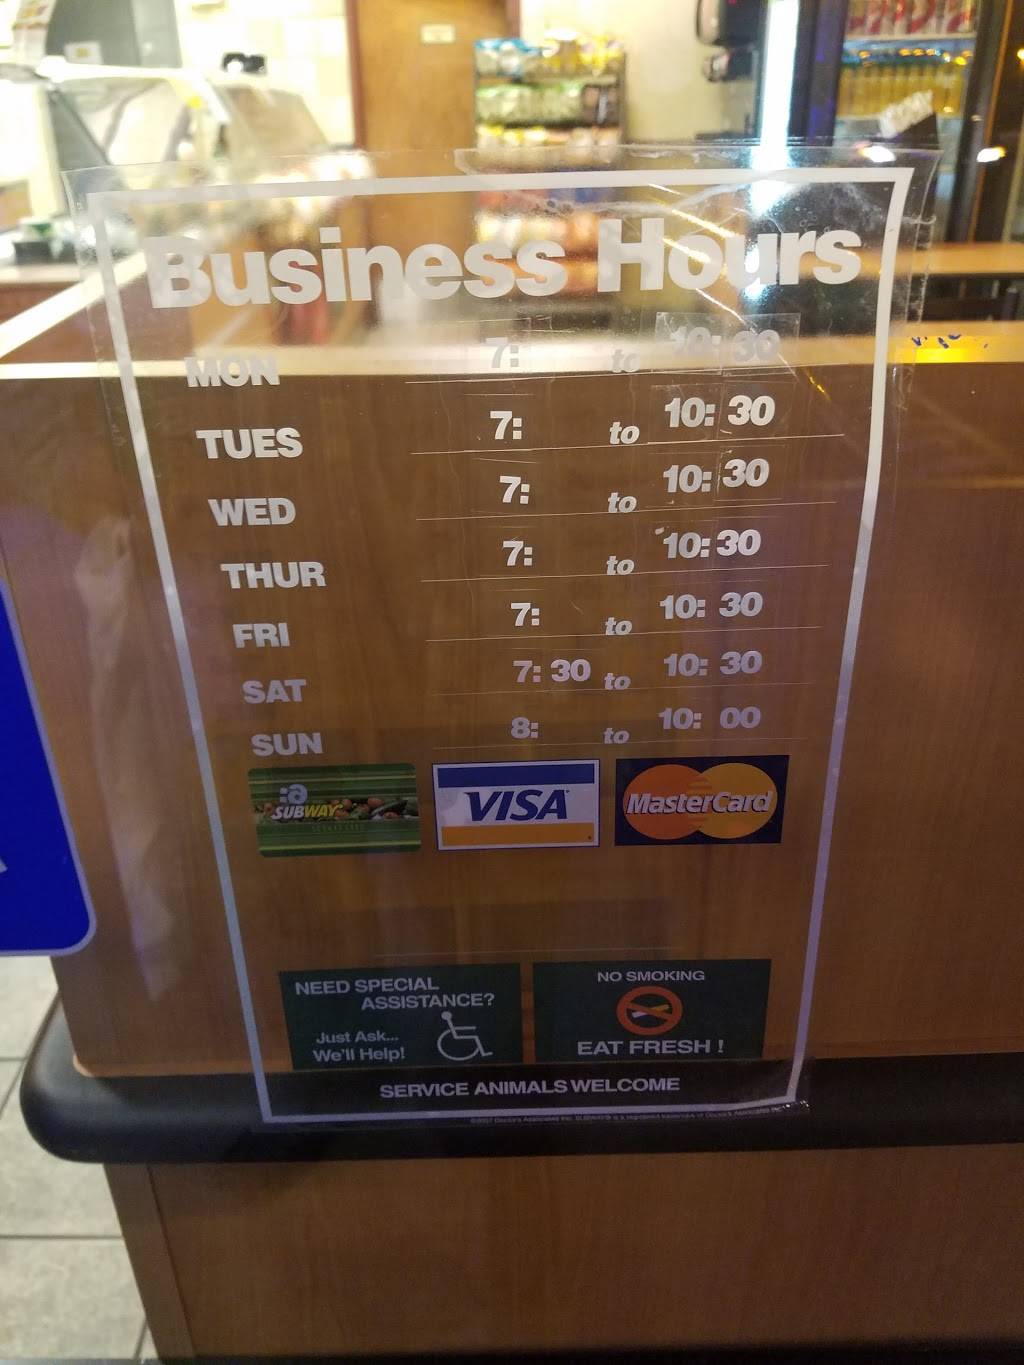 Business Hours
MON 7: to 10: 30
TUES 7: to 10: 30
WED 7: to 10: 30
THUR 7: to 10: 30
FRI 7: to 10: 30
SAT 7: 30 to 10: 30
SUN 8: to 10: 00
SUBWAY
VISA
MasterCard
NEED SPECIAL
ASSISTANCE?
Just Ask...
We'll Help!
NO SMOKING
EAT FRESH !
SERVICE ANIMALS WELCOME